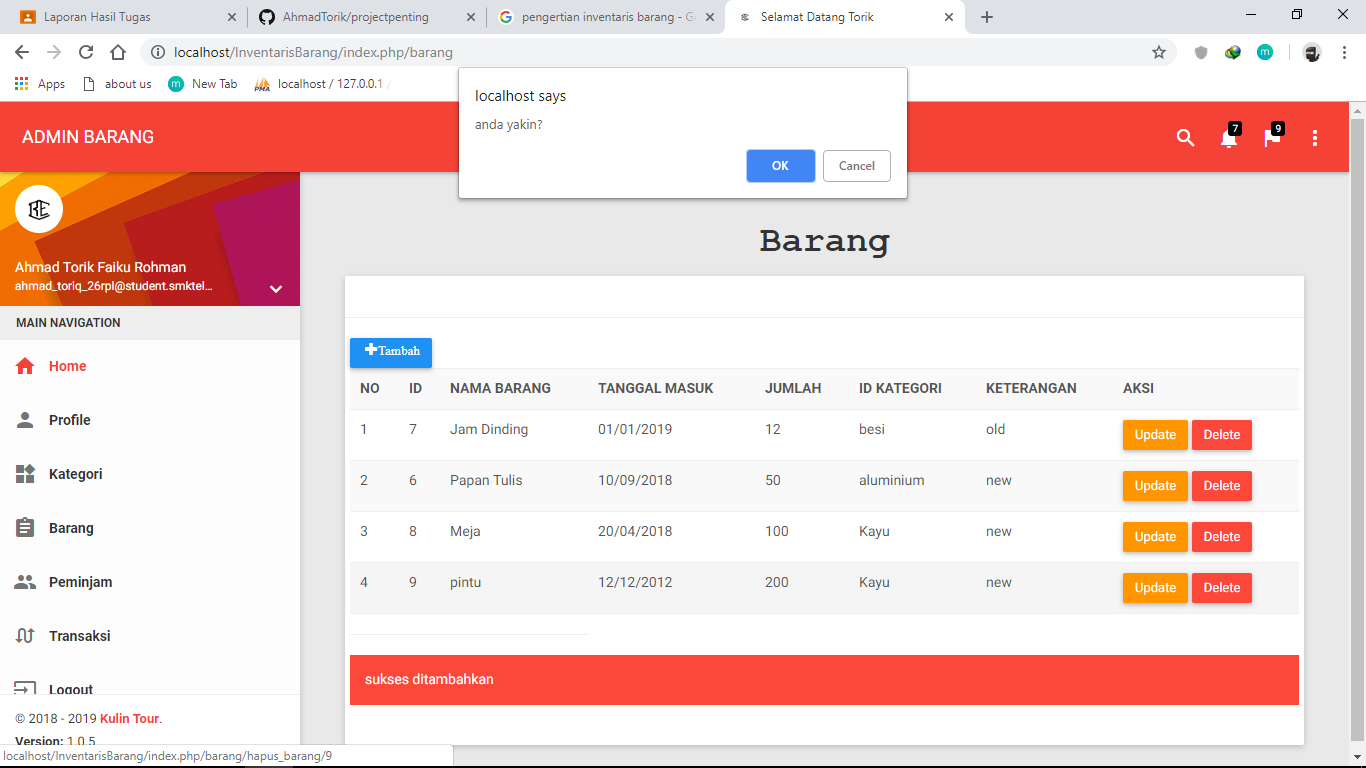 Laporan Hasil Tugas
AhmadTorik/projectpenting
pengertian inventaris barang - G
Selamat Datang Torik
localhost/InventarisBarang/index.php/barang
Apps
about us
m
New Tab
PMA
localhost / 127.0.0.1 /
m
localhost says
anda yakin?
OK
Cancel
ADMIN BARANG
7
9
Ahmad Torik Faiku Rohman
ahmad_toriq_26rpl@student.smktel...
MAIN NAVIGATION
Home
Profile
Kategori
Barang
Peminjam
Transaksi
Logout
© 2018 - 2019 Kulin Tour.
Version: 1.0.5
localhost/InventarisBarang/index.php/barang/hapus_barang/9
Barang
Tambah
NO ID NAMA BARANG TANGGAL MASUK JUMLAH ID KATEGORI KETERANGAN AKSI
1 7 Jam Dinding 01/01/2019 12 besi old Update Delete
2 6 Papan Tulis 10/09/2018 50 aluminium new Update Delete
3 8 Meja 20/04/2018 100 Kayu new Update Delete
4 9 pintu 12/12/2012 200 Kayu new Update Delete
sukses ditambahkan